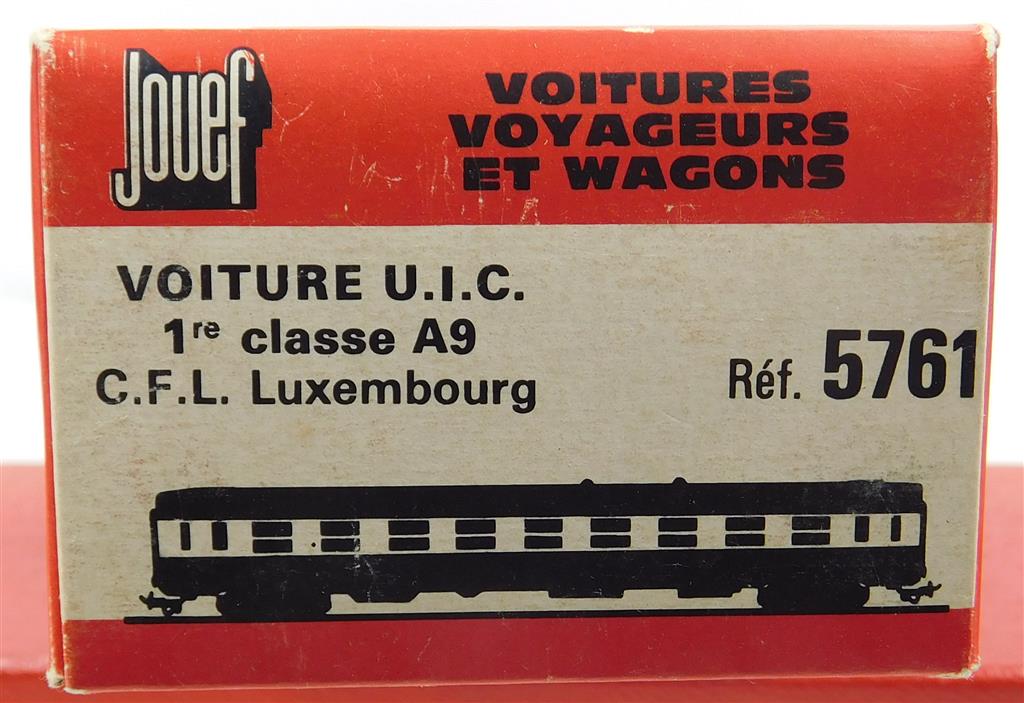 Jouef
VOITURES
VOYAGEURS
ET WAGONS
VOITURE U.I.C.
1re classe A9
C.F.L. Luxembourg
Réf. 5761